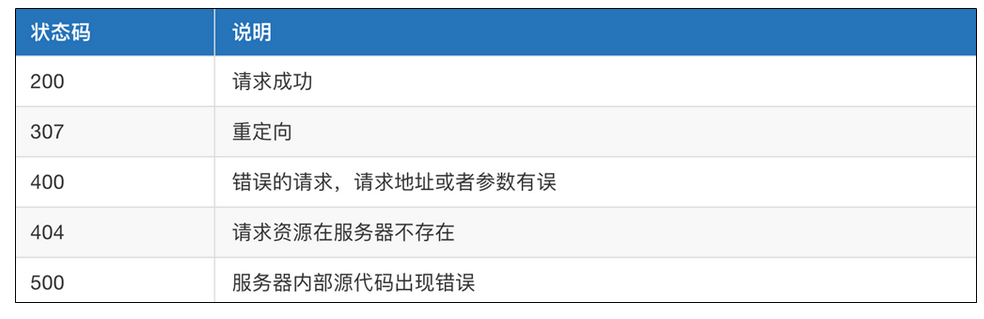 状态码 说明
200 请求成功
307 重定向
400 错误的请求，请求地址或者参数有误
404 请求资源在服务器不存在
500 服务器内部源代码出现错误